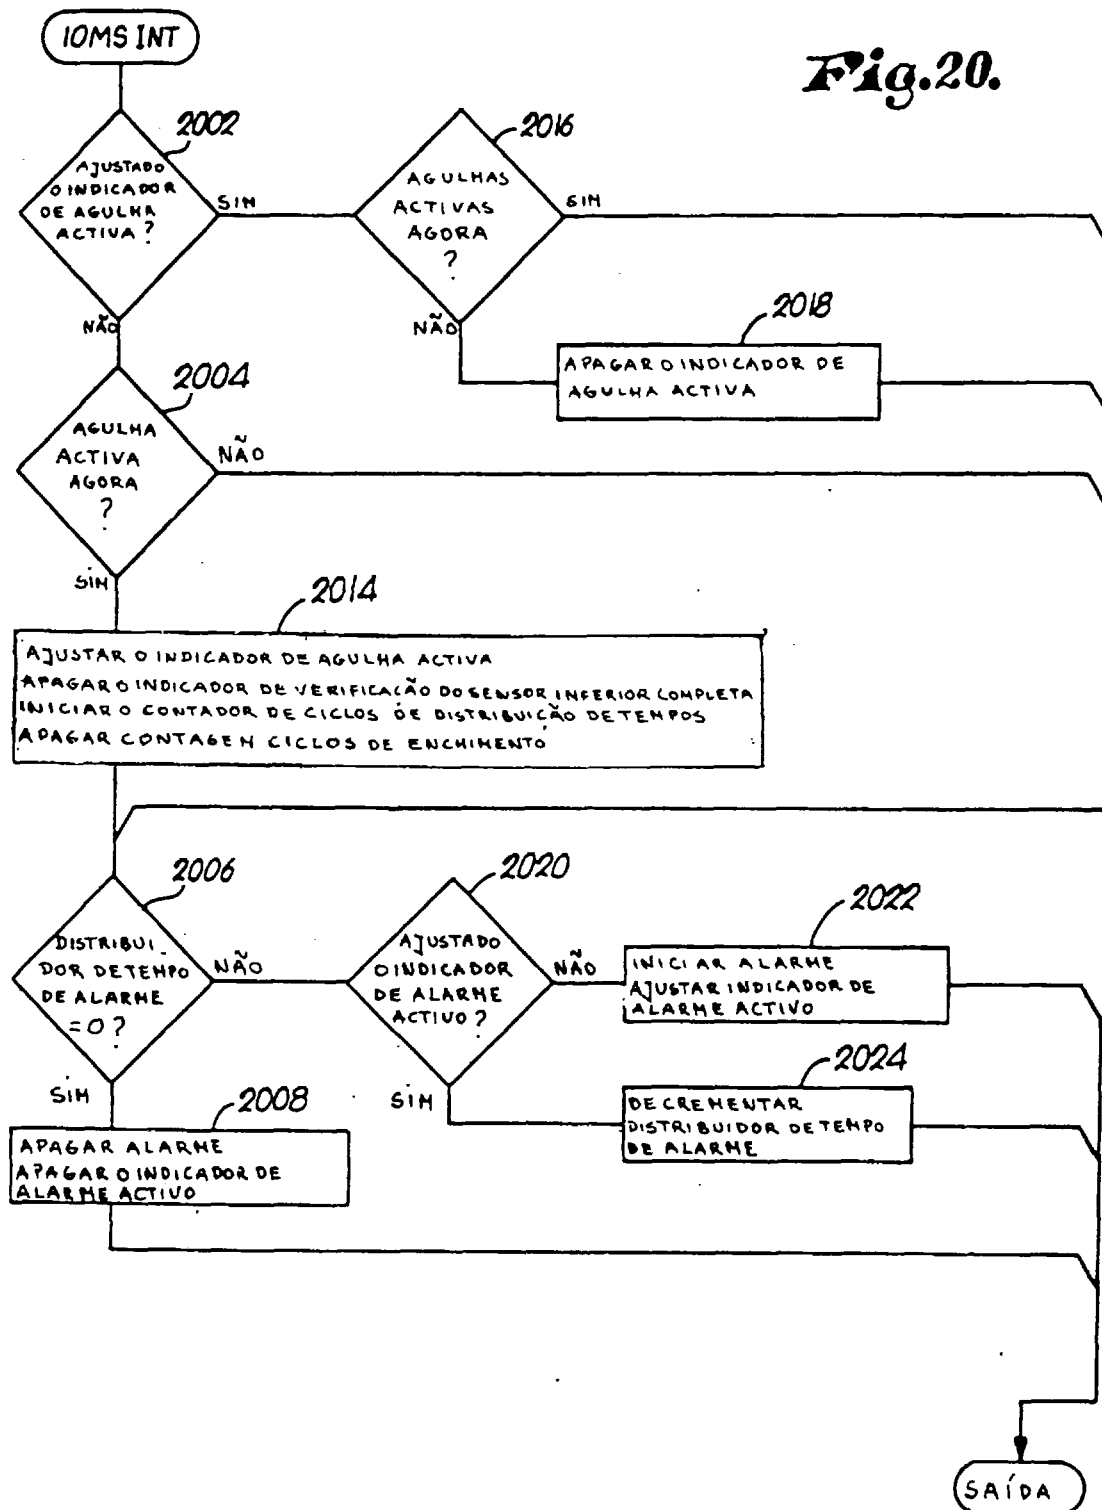 10MS INT
Fig.20.
2002
AJUSTADO
O INDICADOR
DE AGULHA
ACTIVA?
SIM
NÃO
2016
AGULHAS
ACTIVAS
AGORA
?
SIM
NÃO
2018
APAGAR O INDICADOR DE
AGULHA ACTIVA
2004
AGULHA
ACTIVA
AGORA
?
NÃO
SIM
2014
AJUSTAR O INDICADOR DE AGULHA ACTIVA
APAGAR O INDICADOR DE VERIFICAÇÃO DO SENSOR INFERIOR COMPLETA
INICIAR O CONTADOR DE CICLOS DE DISTRIBUIÇÃO DE TEMPOS
APAGAR CONTAGEM CICLOS DE ENCHIMENTO
2006
DISTRIBUI
DOR DE TEMPO
DE ALARME
=0?
NÃO
SIM
2020
AJUSTADO
O INDICADOR
DE ALARME
ACTIVO?
NÃO
SIM
2022
INICIAR ALARME
AJUSTAR INDICADOR DE
ALARME ACTIVO
2024
DECREMENTAR
DISTRIBUIDOR DE TEMPO
DE ALARME
2008
APAGAR ALARME
APAGAR O INDICADOR DE
ALARME ACTIVO
SAÍDA